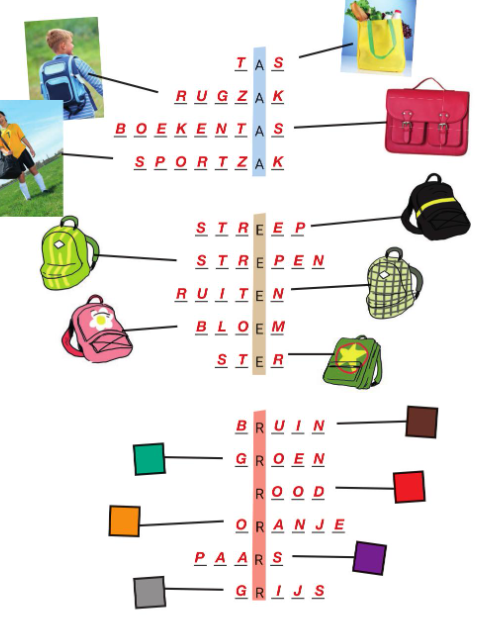 TAS
RUGZAK
BOEKENTAS
SPORTZAK
STREEP
STREPEN
RUITEN
BLOEM
STER
BRUIN
GROEN
ROOD
ORANJE
PAARS
GRIJS